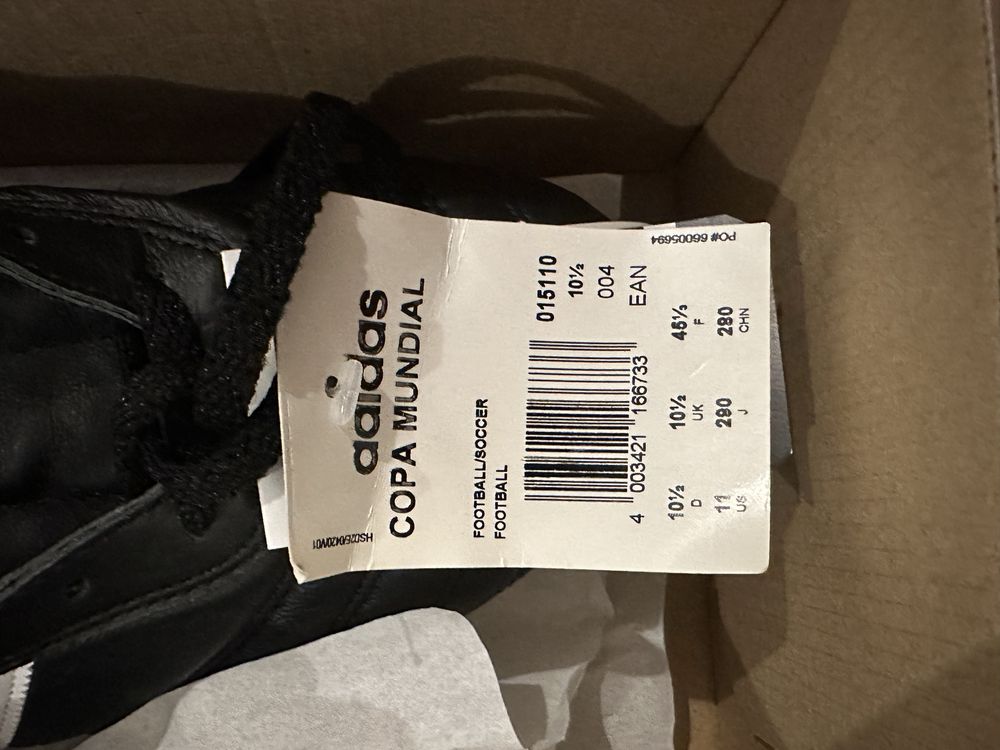 adidas
COPA MUNDIAL
FOOTBALL/SOCCER
FOOTBALL
015110
10½
004
EAN
4 003421 166733
10½ 10½ 45⅓
D UK F
11 290 280
US J CHN
PO# 66005694